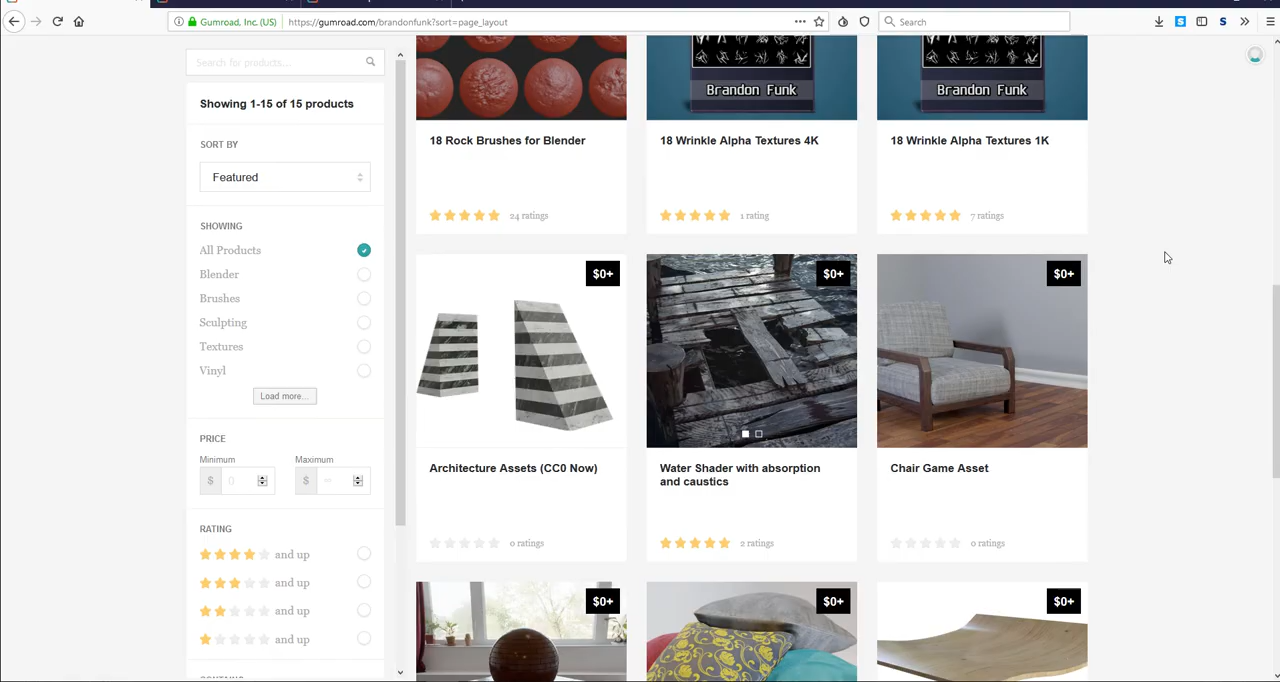 Gumroad, Inc. (US)
https://gumroad.com/brandonfunk?sort=page_layout
Search
Search for products...
Showing 1-15 of 15 products
SORT BY
Featured
SHOWING
All Products
Blender
Brushes
Sculpting
Textures
Vinyl
Load more...
PRICE
Minimum
Maximum
$ 0
$ ∞
RATING
and up
and up
and up
and up
Brandon Funk
Brandon Funk
18 Rock Brushes for Blender
18 Wrinkle Alpha Textures 4K
18 Wrinkle Alpha Textures 1K
24 ratings
1 rating
7 ratings
$0+
$0+
$0+
Architecture Assets (CC0 Now)
Water Shader with absorption
and caustics
Chair Game Asset
0 ratings
2 ratings
0 ratings
$0+
$0+
$0+